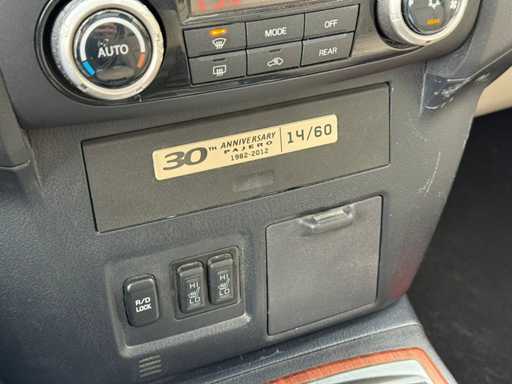 AUTO
MODE
OFF
REAR
30TH ANNIVERSARY
PAJERO
1982-2012
14/60
R/D
LOCK
HI
LO
HI
LO